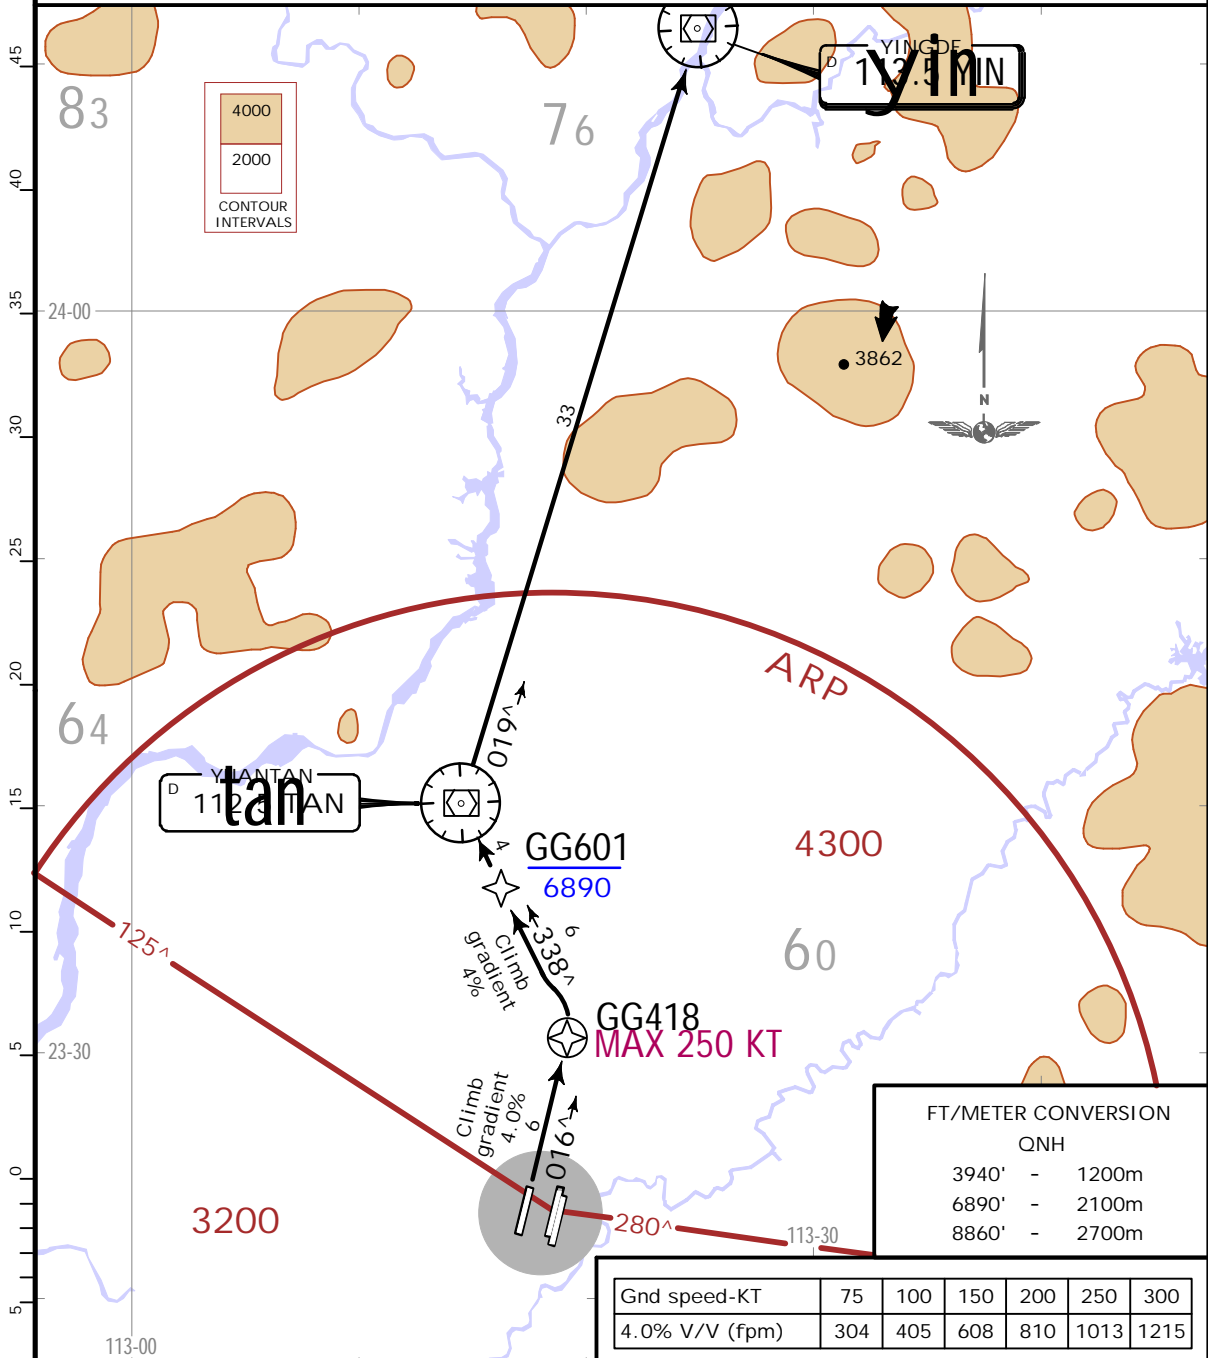 45
YINGDE
D
113.5 YIN
yin
83
76
4000
2000
CONTOUR
INTERVALS
40
35
24-00
3862
N
33
30
25
20
ARP
64
019^
YUANTAN
D
112.5 TAN
tan
15
4
GG601
6890
4300
10
125^
6
338^
Climb
gradient
4%
60
GG418
MAX 250 KT
5
23-30
Climb
gradient
4.0%
6
016^
0
3200
280^
113-30
5
113-00
FT/METER CONVERSION
QNH
3940' - 1200m
6890' - 2100m
8860' - 2700m
Gnd speed-KT 75 100 150 200 250 300
4.0% V/V (fpm) 304 405 608 810 1013 1215